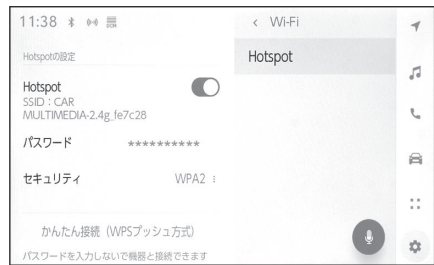 11:38
DCM
Hotspotの設定
Hotspot
SSID:CAR
MULTIMEDIA-2.4g_fe7c28
パスワード **********
セキュリティ WPA2
かんたん接続（WPSプッシュ方式）
パスワードを入力しないで機器と接続できます
< Wi-Fi
Hotspot